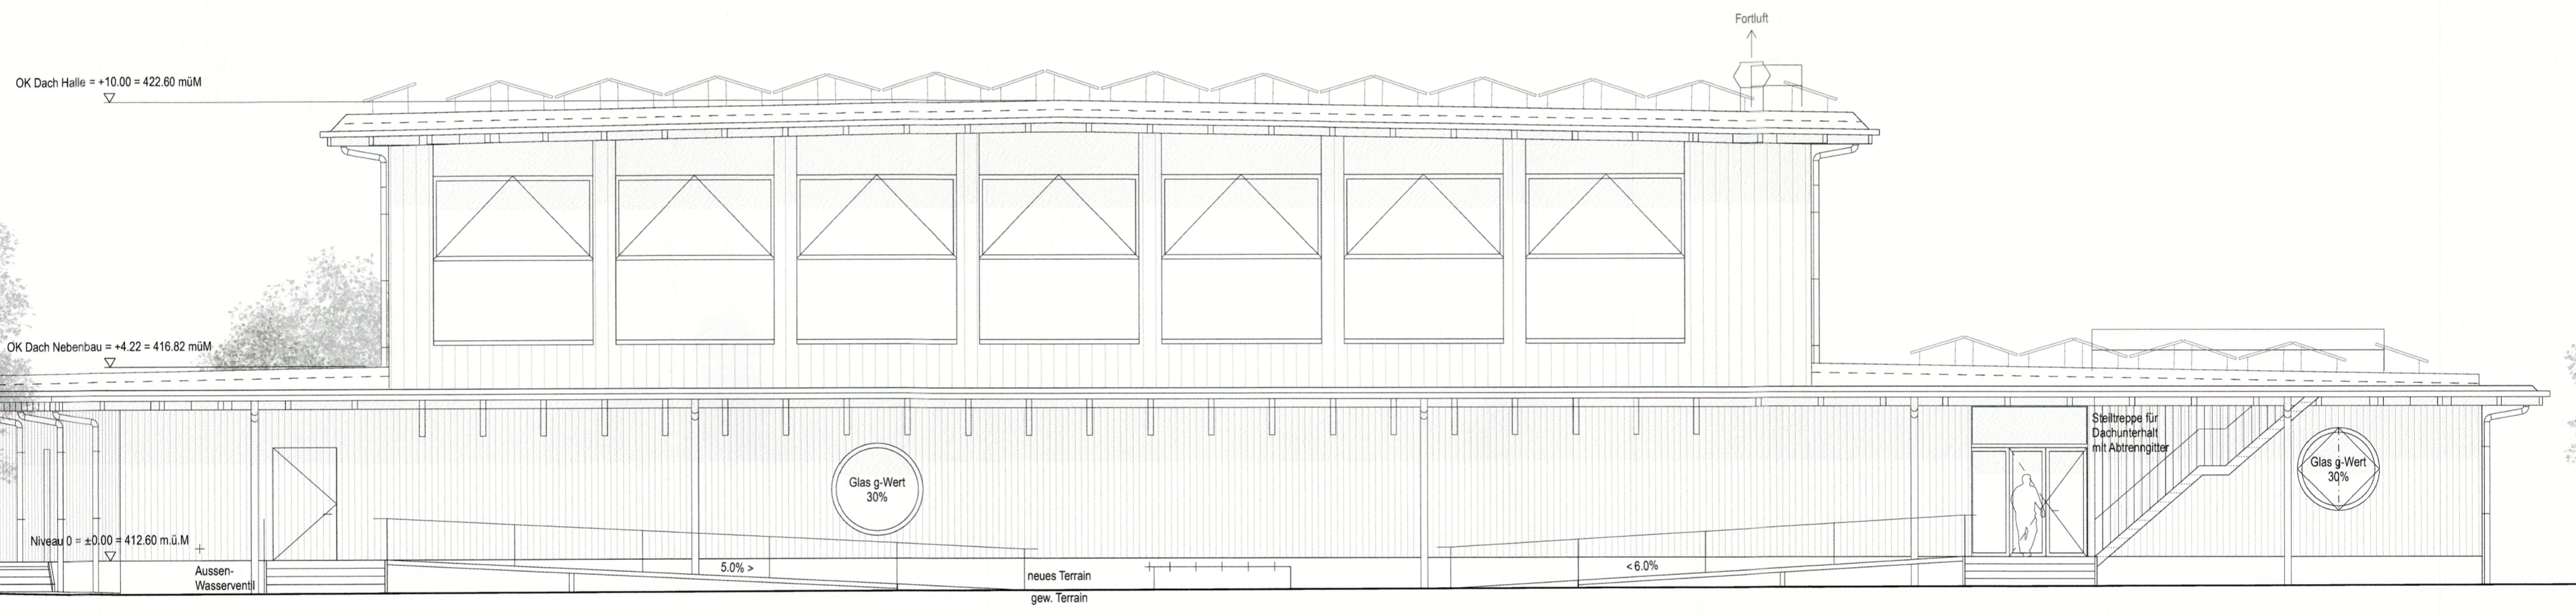 Fortluft
OK Dach Halle = +10.00 = 422.60 müM
OK Dach Nebenbau = +4.22 = 416.82 müM
Steiltreppe für
Dachunterhalt
mit Abtrenngitter
Glas g-Wert
30%
Glas g-Wert
30%
Niveau 0 = ±0.00 = 412.60 m.ü.M
Aussen-
Wasserventil
5.0% >
neues Terrain
< 6.0%
gew. Terrain